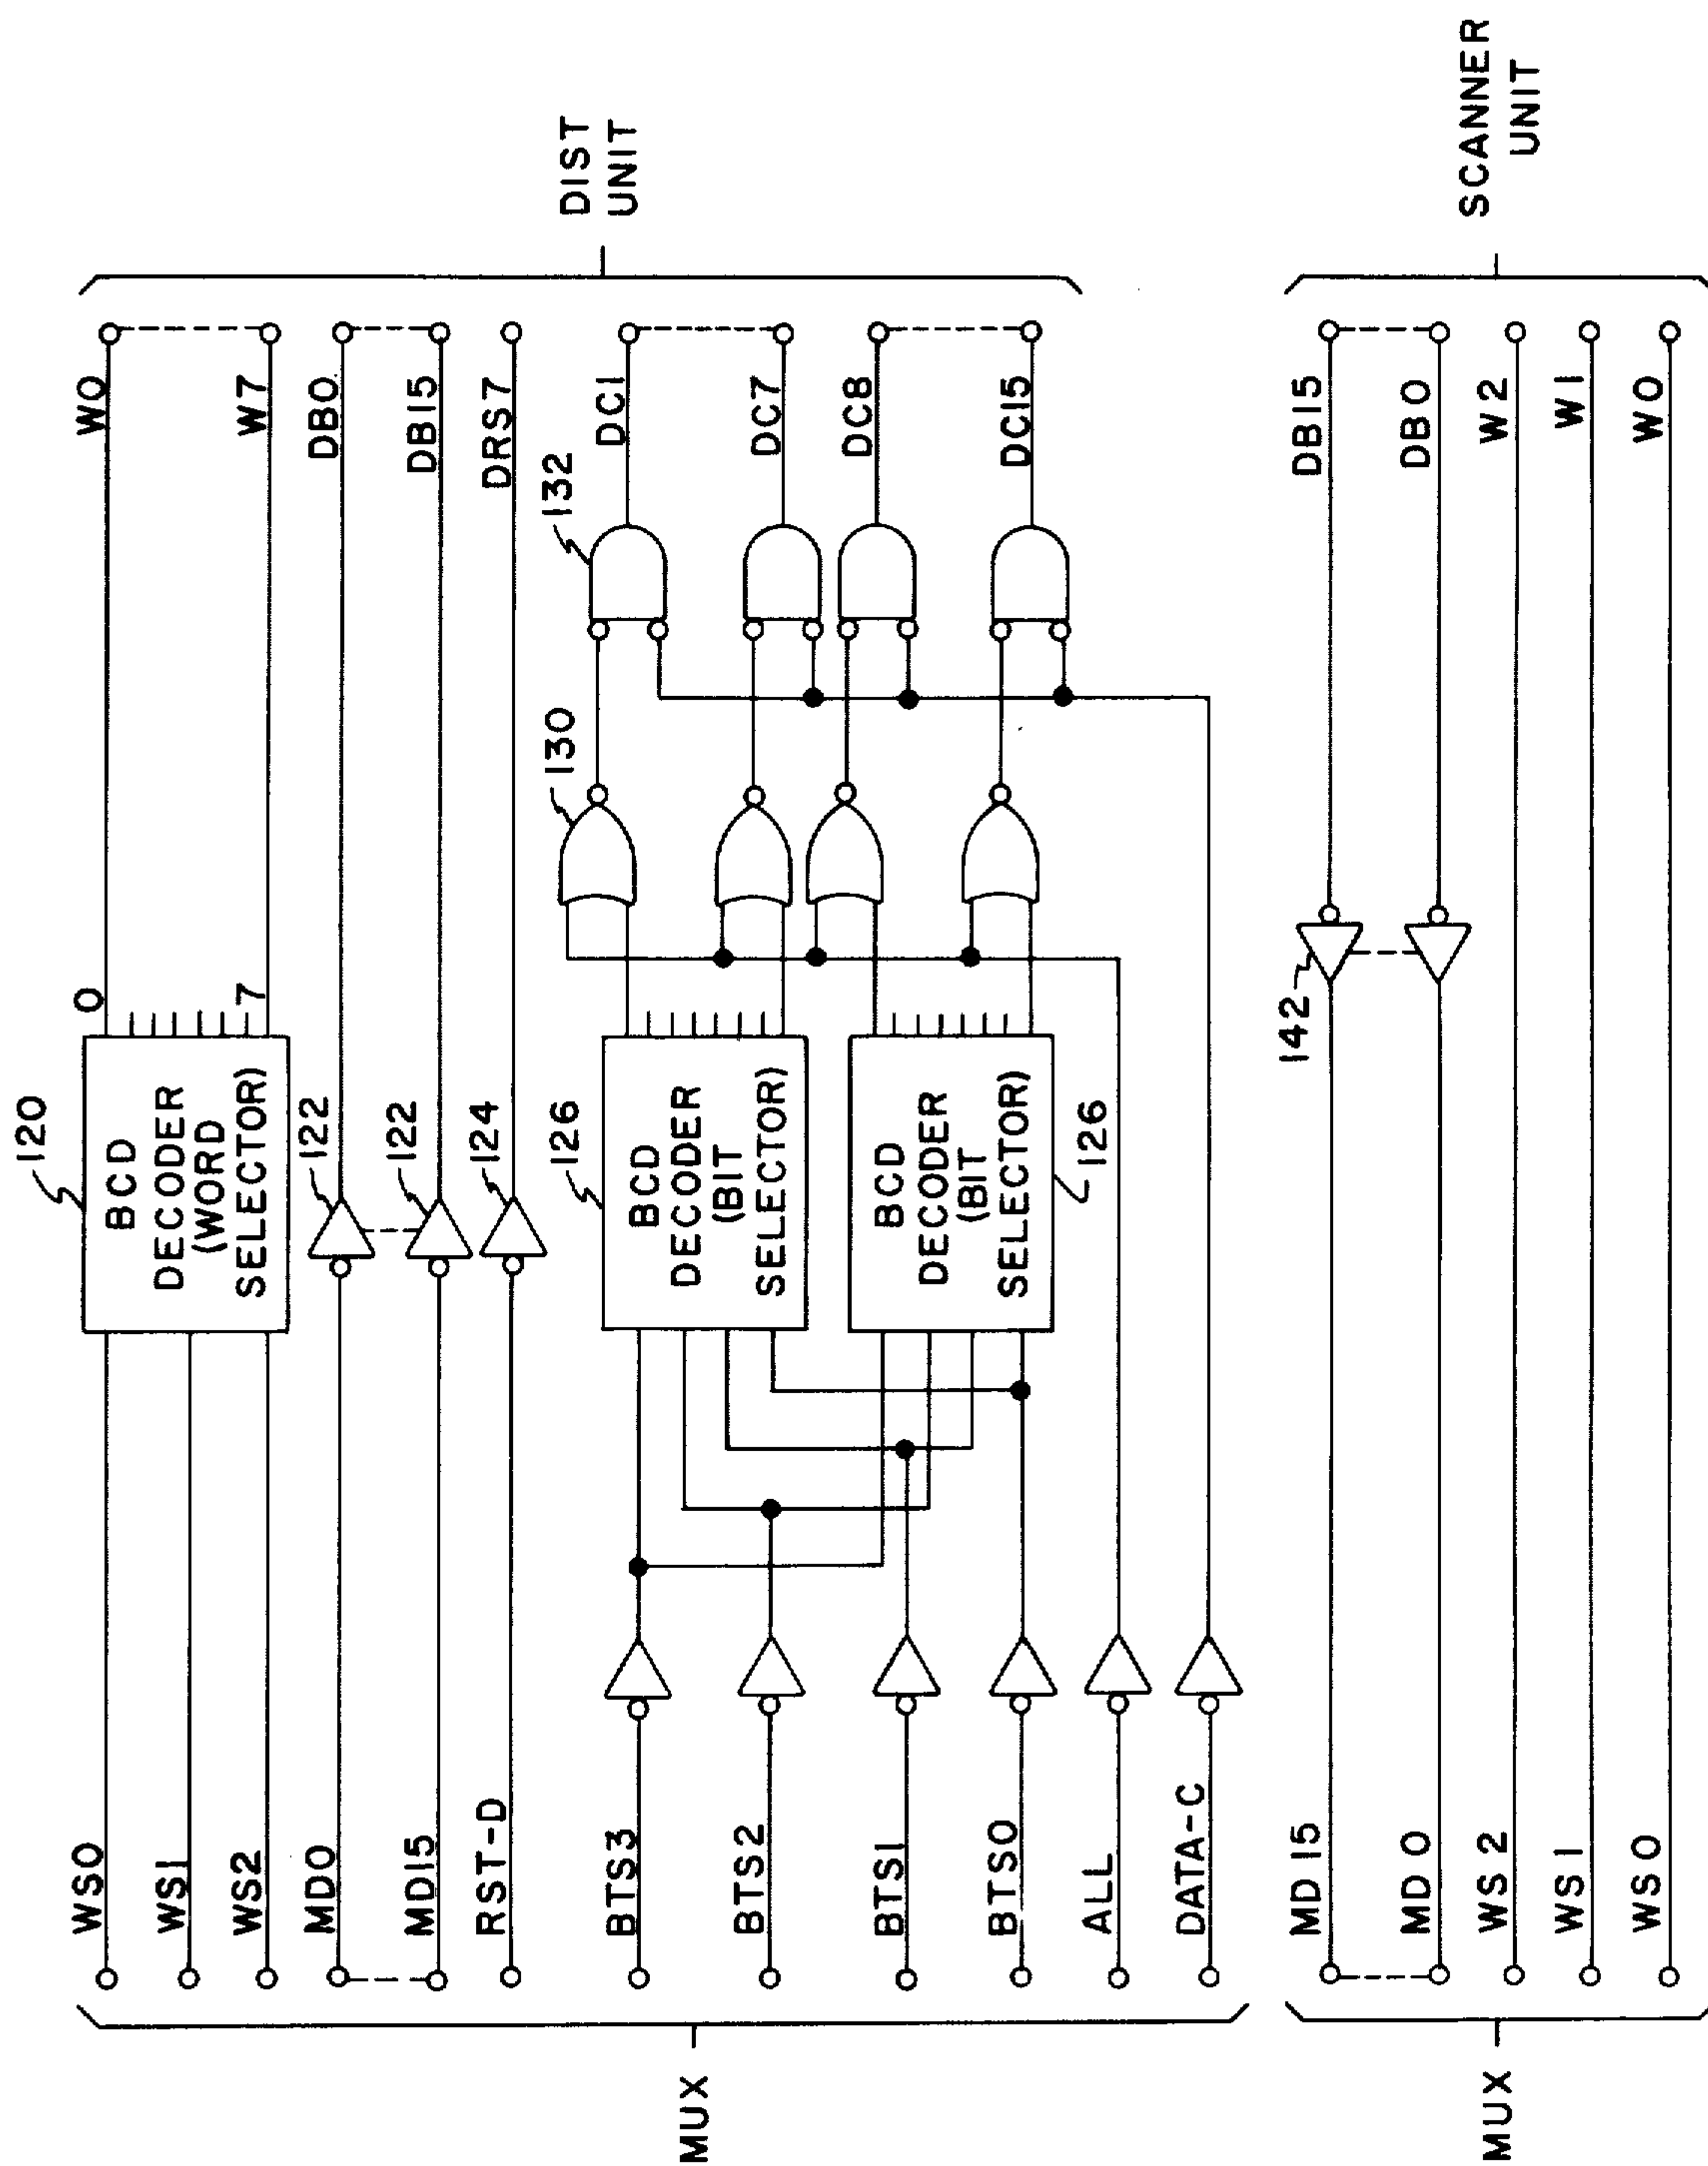 120
BCD
DECODER
(WORD
SELECTOR)
0
7
WS0
WS1
WS2
W0
W7
MD0
122
DB0
MD15
122
DB15
RST-D
124
DRS7
126
BCD
DECODER
(BIT
SELECTOR)
BCD
DECODER
(BIT
SELECTOR)
126
130
132
BTS3
BTS2
BTS1
BTS0
ALL
DATA-C
DC1
DC7
DC8
DC15
MUX
DIST
UNIT
MD 15
142
DB15
MD 0
DB0
WS 2
W2
WS 1
W1
WS 0
W0
MUX
SCANNER
UNIT